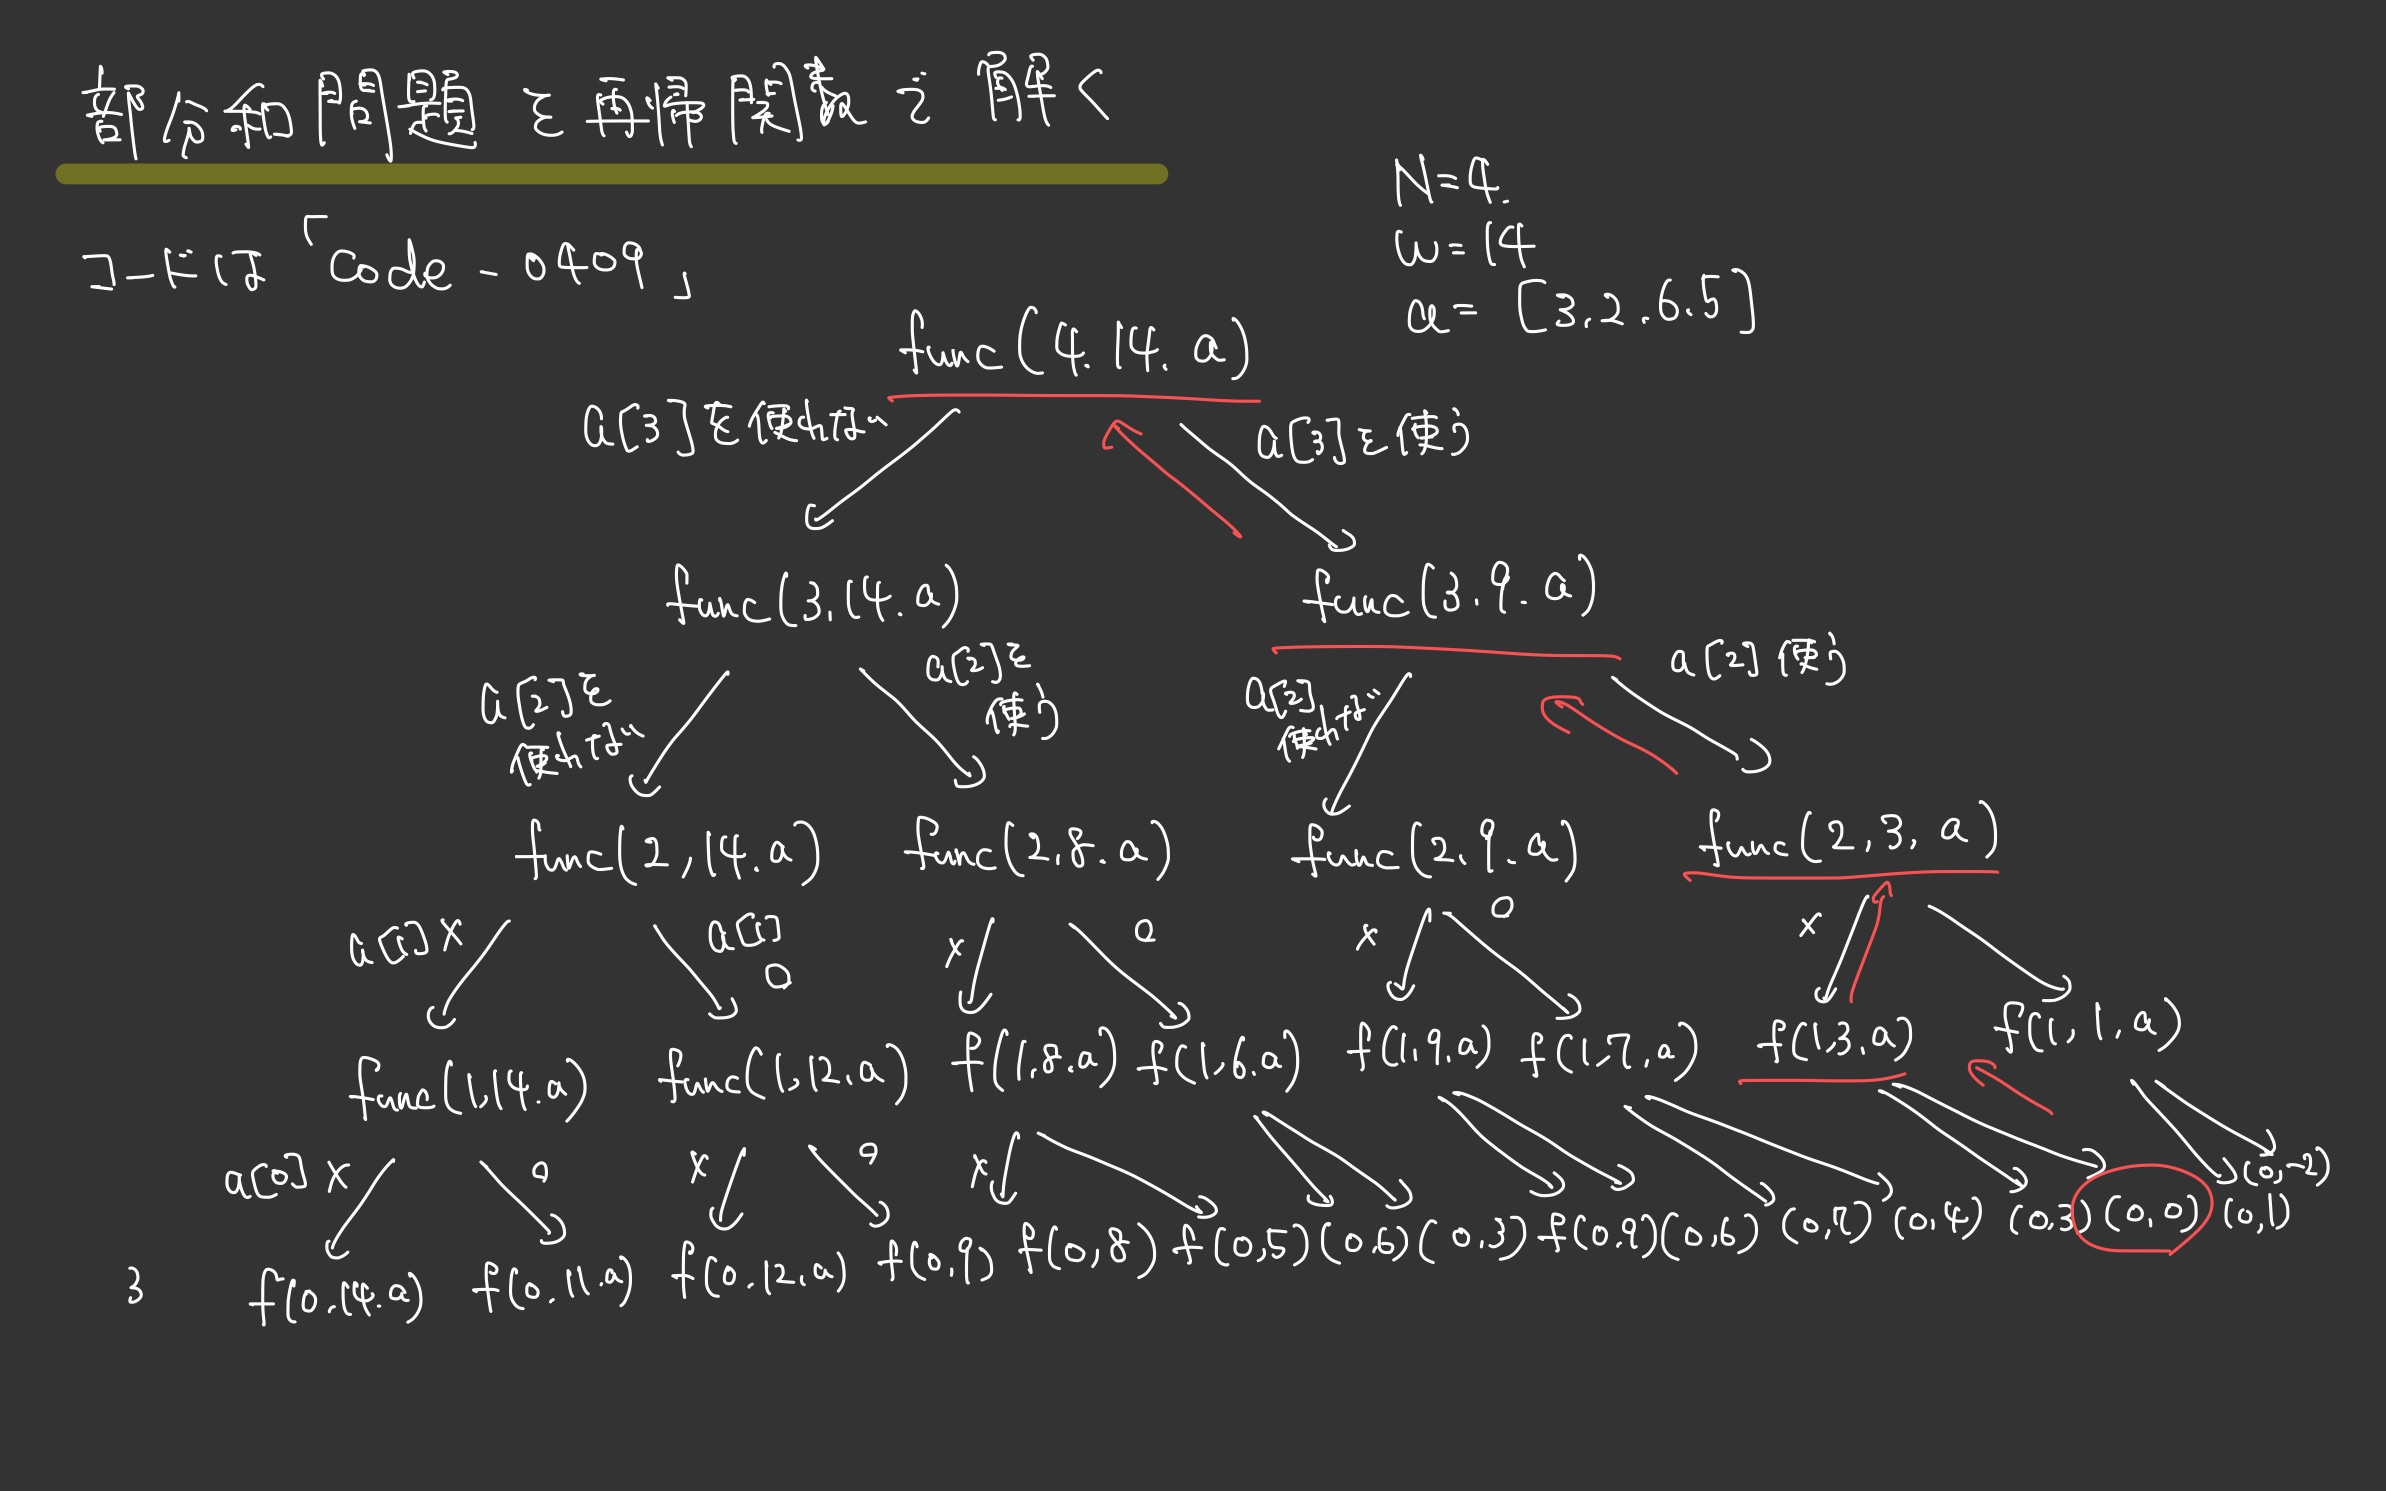 部分和問題を再帰関数で解く
コードは「Code-0409」
N=4.
W=14
a=[3.2.6.5]
func(4.14.a)
a[3]を使わない
a[3]を使う
func(3,14.a)
func(3.9.a)
a[2]を
使わない
a[2]を
使う
a[2]
使わない
a[2]使う
func(2,14.a)
func(2,8.a)
func(2.9.a)
func(2,3,a)
a[1]×
a[1]
○
×
○
×
○
×
func(1,14.a)
func(1,12.a)
f(1,8.a)
f(1,6.a)
f(1,9.a)
f(1,7.a)
f(1,3.a)
f(1,1.a)
a[0]×
○
×
○
×
f(0.14.a)
f(0.11.a)
f(0.12.a)
f(0,9)
f(0,8)
f(0,5)
(0,6)
(0,3)
f(0.9)
(0,6)
(0,7)
(0,4)
(0,3)
(0,0)
(0,1)
(0,-2)
3